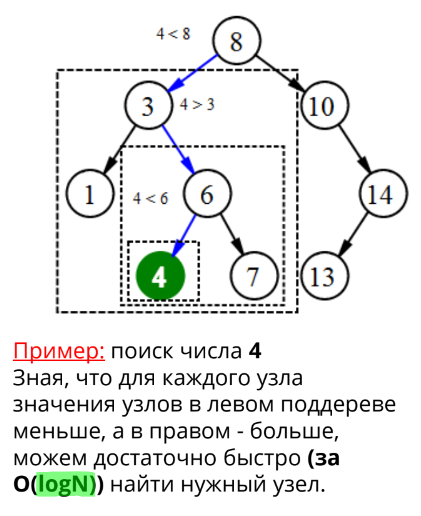 4 < 8
8
3
4 > 3
10
1
4 < 6
6
14
4
7
13
Пример: поиск числа 4
Зная, что для каждого узла
значения узлов в левом поддереве
меньше, а в правом - больше,
можем достаточно быстро (за
O(logN)) найти нужный узел.